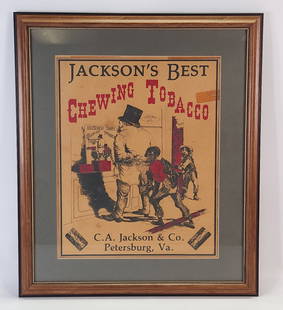 JACKSON'S BEST
CHEWING TOBACCO
C.A. Jackson & Co.
Petersburg, Va.